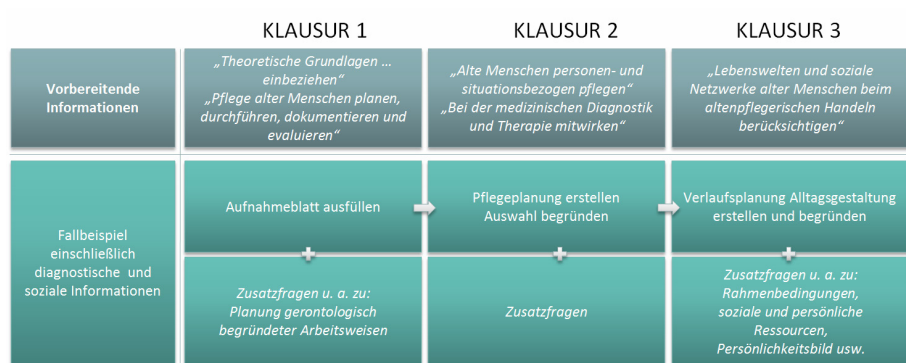 KLAUSUR 1
KLAUSUR 2
KLAUSUR 3
Vorbereitende
Informationen
„Theoretische Grundlagen …
einbeziehen“
„Pflege alter Menschen planen,
durchführen, dokumentieren und
evaluieren“
„Alte Menschen personen- und
situationsbezogen pflegen“
„Bei der medizinischen Diagnostik
und Therapie mitwirken“
„Lebenswelten und soziale
Netzwerke alter Menschen beim
altenpflegerischen Handeln
berücksichtigen“
Fallbeispiel
einschließlich
diagnostische und
soziale Informationen
Aufnahmeblatt ausfüllen
Pflegeplanung erstellen
Auswahl begründen
Verlaufsplanung Alltagsgestaltung
erstellen und begründen
Zusatzfragen u. a. zu:
Planung gerontologisch
begründeter Arbeitsweisen
Zusatzfragen
Zusatzfragen u. a. zu:
Rahmenbedingungen,
soziale und persönliche
Ressourcen,
Persönlichkeitsbild usw.